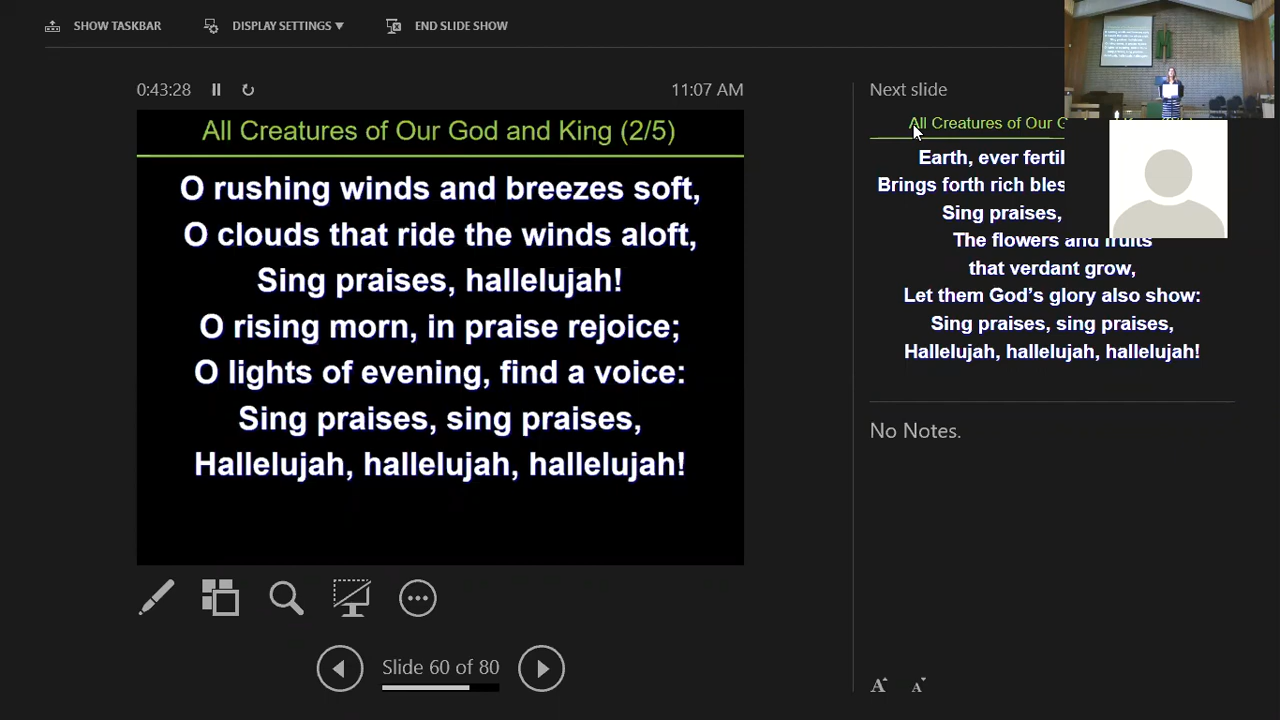 SHOW TASKBAR
DISPLAY SETTINGS ▼
END SLIDE SHOW
0:43:28
11:07 AM
All Creatures of Our God and King (2/5)
O rushing winds and breezes soft,
O clouds that ride the winds aloft,
Sing praises, hallelujah!
O rising morn, in praise rejoice;
O lights of evening, find a voice:
Sing praises, sing praises,
Hallelujah, hallelujah, hallelujah!
Slide 60 of 80
Next slide
All Creatures of Our G
Earth, ever fertil
Brings forth rich bles
Sing praises,
The flowers and fruits
that verdant grow,
Let them God's glory also show:
Sing praises, sing praises,
Hallelujah, hallelujah, hallelujah!
No Notes.
A A